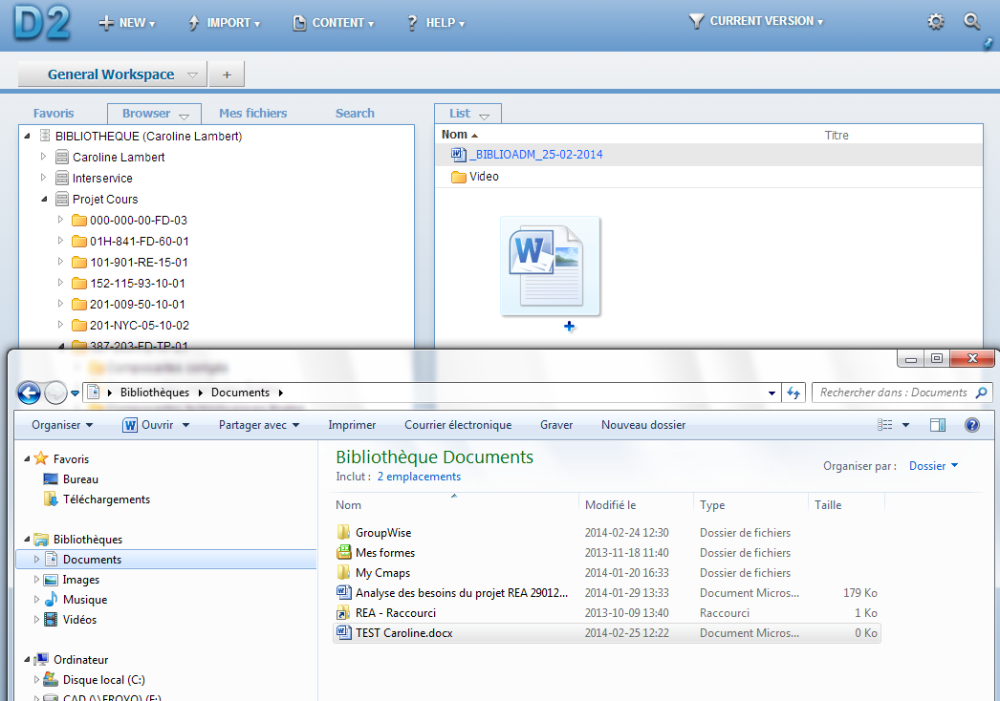 D2 NEW IMPORT CONTENT HELP CURRENT VERSION
General Workspace +
Favoris Browser Mes fichiers Search List
BIBLIOTHEQUE (Caroline Lambert)
Caroline Lambert
Interservice
Projet Cours
000-000-00-FD-03
01H-841-FD-60-01
101-901-RE-15-01
152-115-93-10-01
201-009-50-10-01
201-NYC-05-10-02
387-203-FD-TP-01
Nom Titre
_BIBLIOADM_25-02-2014
Video
W
Bibliothèques Documents Rechercher dans : Documents
Organiser Ouvrir Partager avec Imprimer Courrier électronique Graver Nouveau dossier
Favoris
Bureau
Téléchargements
Bibliothèques
Documents
Images
Musique
Vidéos
Ordinateur
Disque local (C:)
CAD (\\FROYO) (F:)
Bibliothèque Documents
Inclut : 2 emplacements
Organiser par : Dossier
Nom Modifié le Type Taille
GroupWise 2014-02-24 12:30 Dossier de fichiers
Mes formes 2013-11-18 11:40 Dossier de fichiers
My Cmaps 2014-01-20 16:33 Dossier de fichiers
Analyse des besoins du projet REA 29012... 2014-01-29 13:33 Document Micros... 179 Ko
REA - Raccourci 2013-10-09 13:40 Raccourci 1 Ko
TEST Caroline.docx 2014-02-25 12:22 Document Micros... 0 Ko